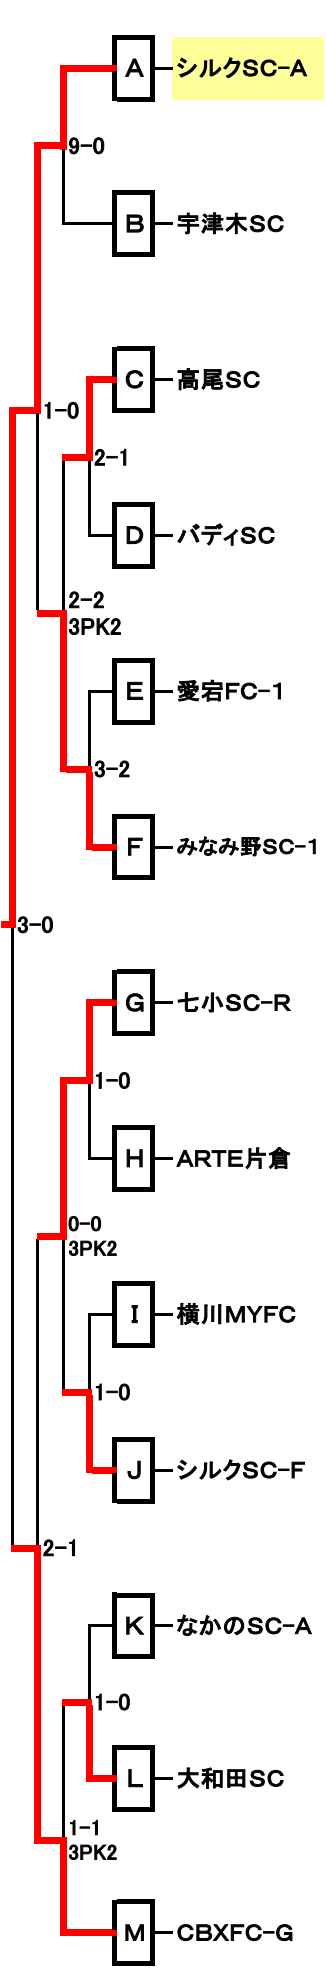 A シルクSC-A
9-0
B 宇津木SC
C 高尾SC
1-0
2-1
D バディSC
2-2
3PK2
E 愛宕FC-1
3-2
F みなみ野SC-1
3-0
G 七小SC-R
1-0
H ARTE片倉
0-0
3PK2
I 横川MYFC
1-0
J シルクSC-F
2-1
K なかのSC-A
1-0
L 大和田SC
1-1
3PK2
M CBXFC-G